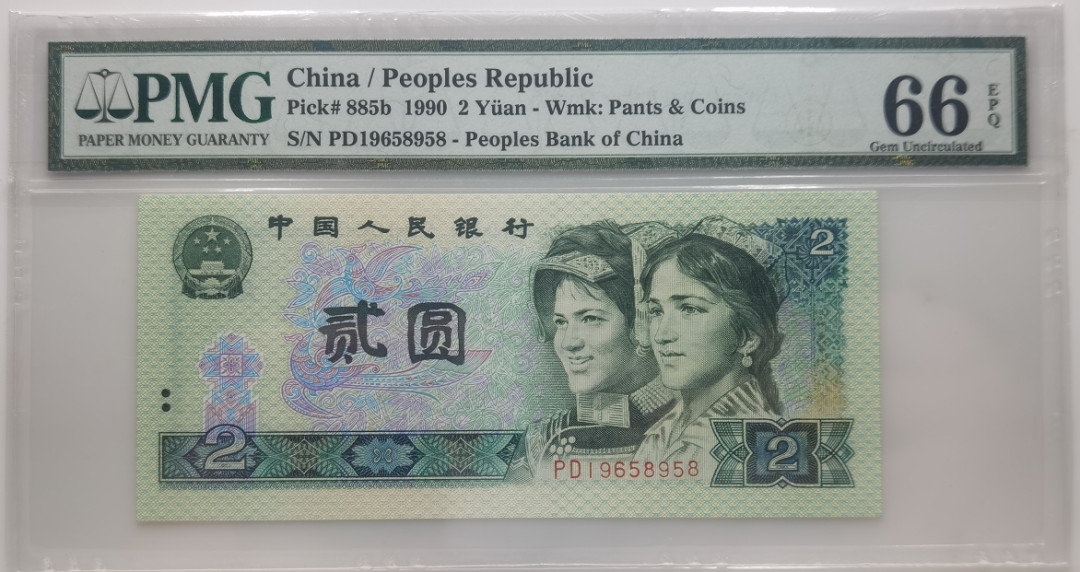 PMG
PAPER MONEY GUARANTY
China / Peoples Republic
Pick# 885b 1990 2 Yüan - Wmk: Pants & Coins
S/N PD19658958 - Peoples Bank of China
66
EPQ
Gem Uncirculated
中国人民银行
2
贰圆
2
PD19658958
2